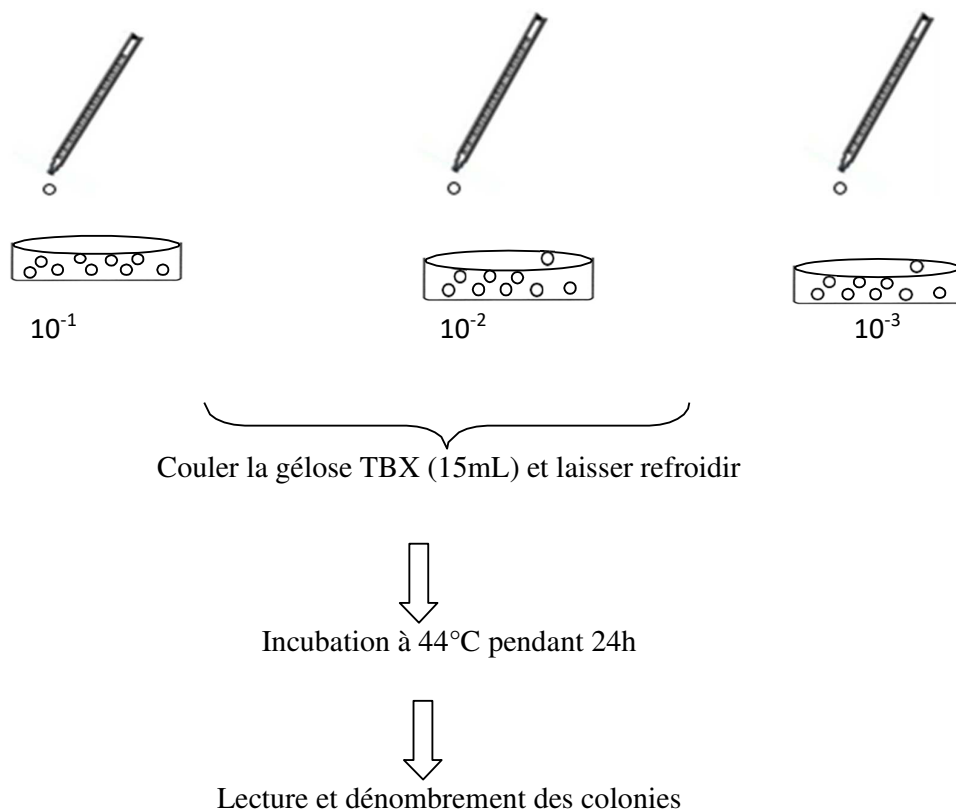 10⁻¹ 10⁻² 10⁻³
Couler la gélose TBX (15mL) et laisser refroidir
Incubation à 44°C pendant 24h
Lecture et dénombrement des colonies